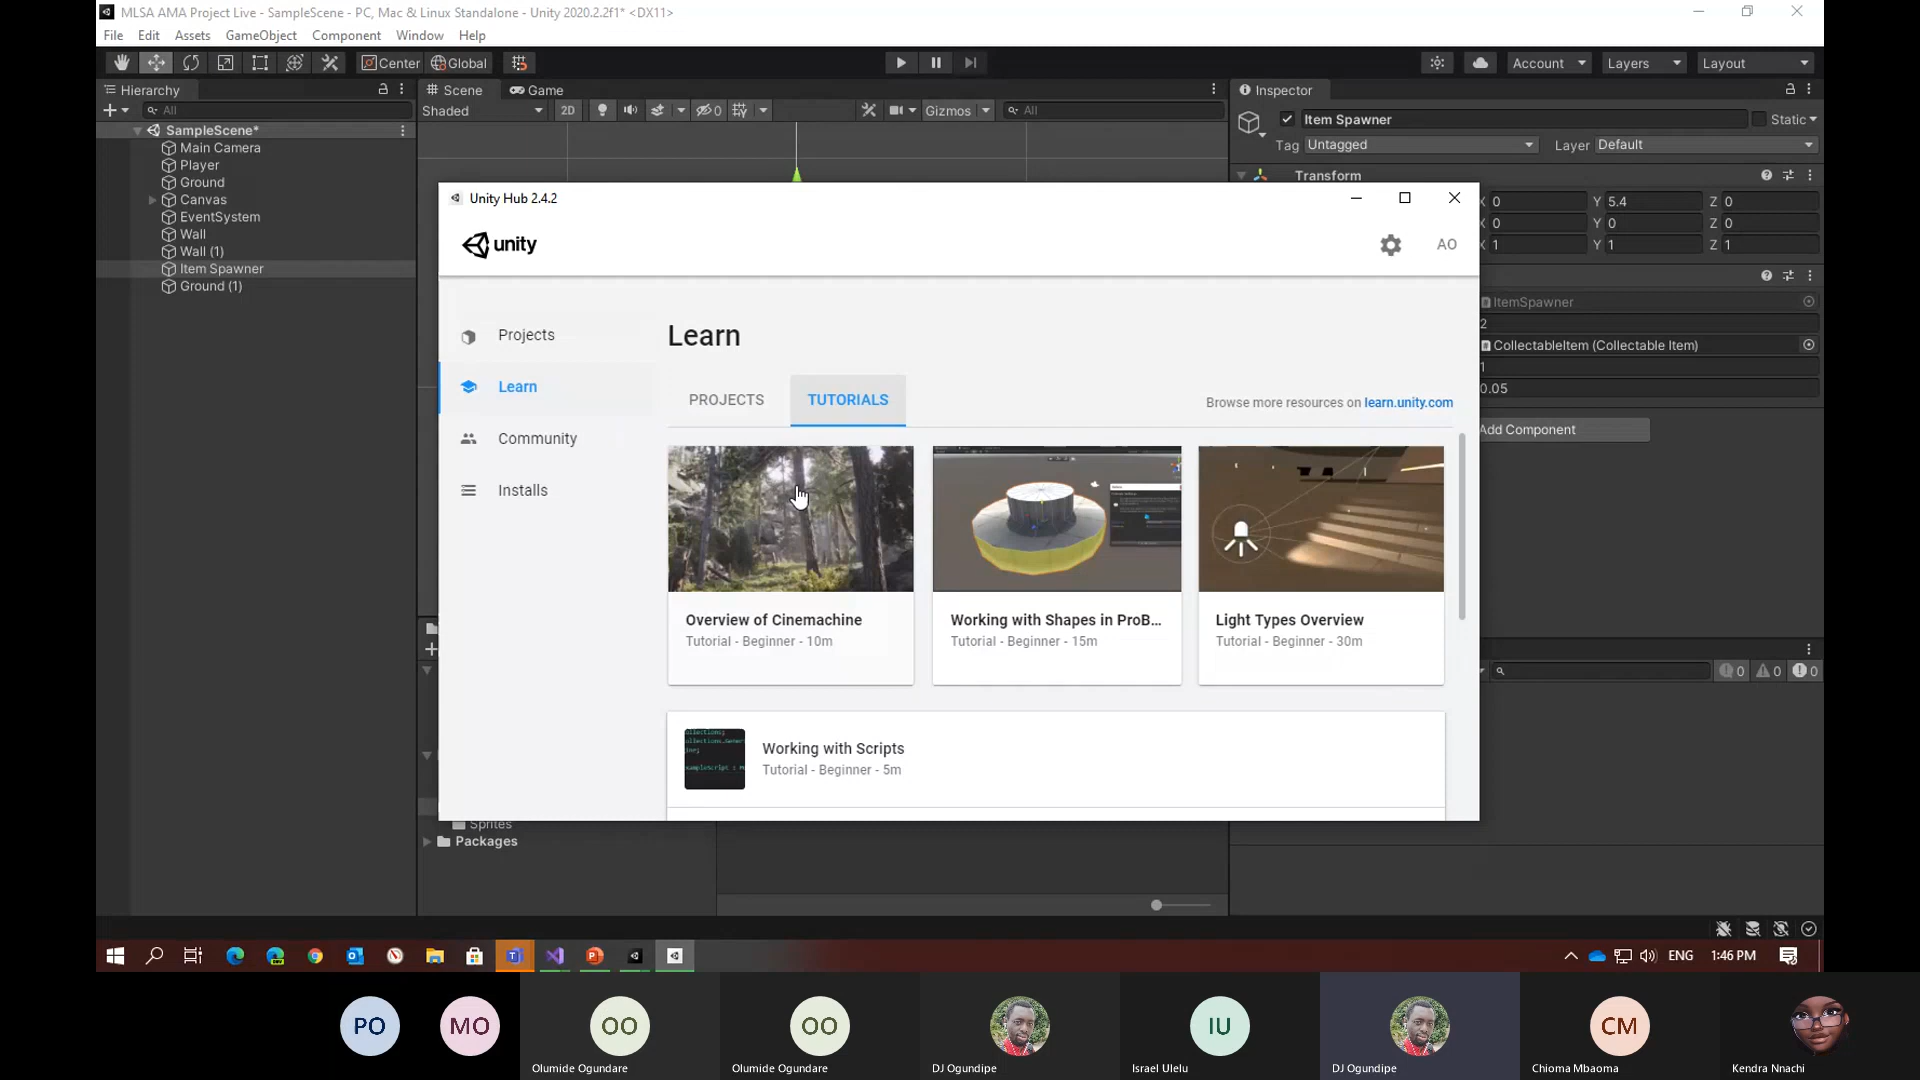 MLSA AMA Project Live - SampleScene - PC, Mac & Linux Standalone - Unity 2020.2.2f1* <DX11>
File Edit Assets GameObject Component Window Help
Center Global Account Layers Layout
Hierarchy
All
SampleScene*
Main Camera
Player
Ground
Canvas
EventSystem
Wall
Wall (1)
Item Spawner
Ground (1)
Scene Game
Shaded 2D 0 Gizmos All
Inspector
Item Spawner Static
Tag Untagged Layer Default
Transform
X 0 Y 5.4 Z 0
X 0 Y 0 Z 0
X 1 Y 1 Z 1
ItemSpawner
2
CollectableItem (Collectable Item)
1
0.05
Add Component
Unity Hub 2.4.2
unity
AO
Projects
Learn
Community
Installs
Learn
PROJECTS TUTORIALS
Browse more resources on learn.unity.com
Overview of Cinemachine
Tutorial - Beginner - 10m
Working with Shapes in ProB...
Tutorial - Beginner - 15m
Light Types Overview
Tutorial - Beginner - 30m
Working with Scripts
Tutorial - Beginner - 5m
0 0 0
Sprites
Packages
ENG 1:46 PM
PO MO OO OO IU CM
Olumide Ogundare Olumide Ogundare DJ Ogundipe Israel Ulelu DJ Ogundipe Chioma Mbaoma Kendra Nnachi